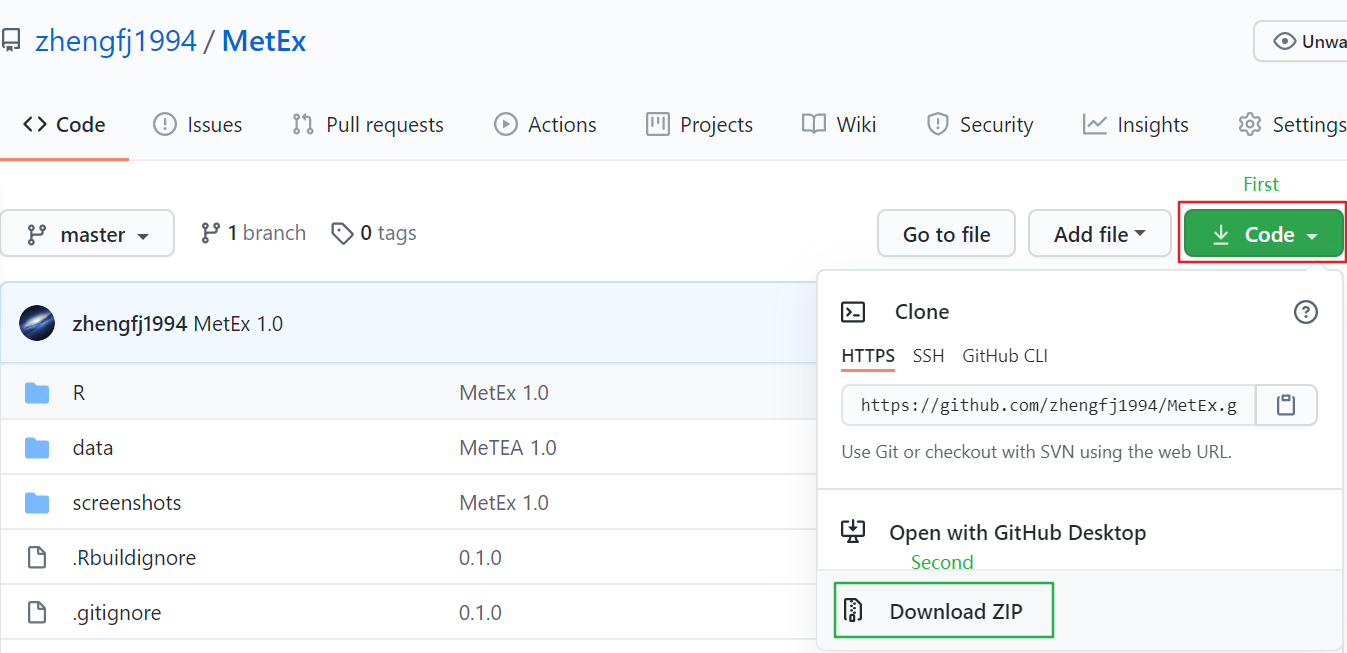 zhengfj1994 / MetEx
Unwa
Code Issues Pull requests Actions Projects Wiki Security Insights Settings
First
master 1 branch 0 tags Go to file Add file Code
zhengfj1994 MetEx 1.0
R MetEx 1.0
data MeTEA 1.0
screenshots MetEx 1.0
.Rbuildignore 0.1.0
.gitignore 0.1.0
Clone
HTTPS SSH GitHub CLI
https://github.com/zhengfj1994/MetEx.g
Use Git or checkout with SVN using the web URL.
Open with GitHub Desktop
Second
Download ZIP